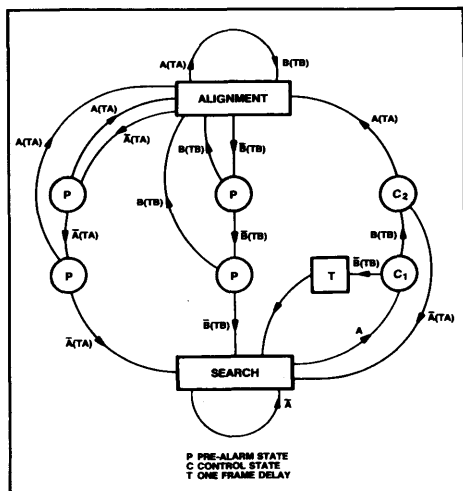 A(TA)
B(TB)
ALIGNMENT
A(TA)
A(TA)
Ā(TA)
B(TB)
B̄(TB)
A(TA)
P
P
C2
B(TB)
Ā(TA)
B̄(TB)
B(TB)
B̄(TB)
P
P
T
C1
Ā(TA)
B̄(TB)
A
Ā(TA)
SEARCH
Ā
P PRE-ALARM STATE
C CONTROL STATE
T ONE FRAME DELAY